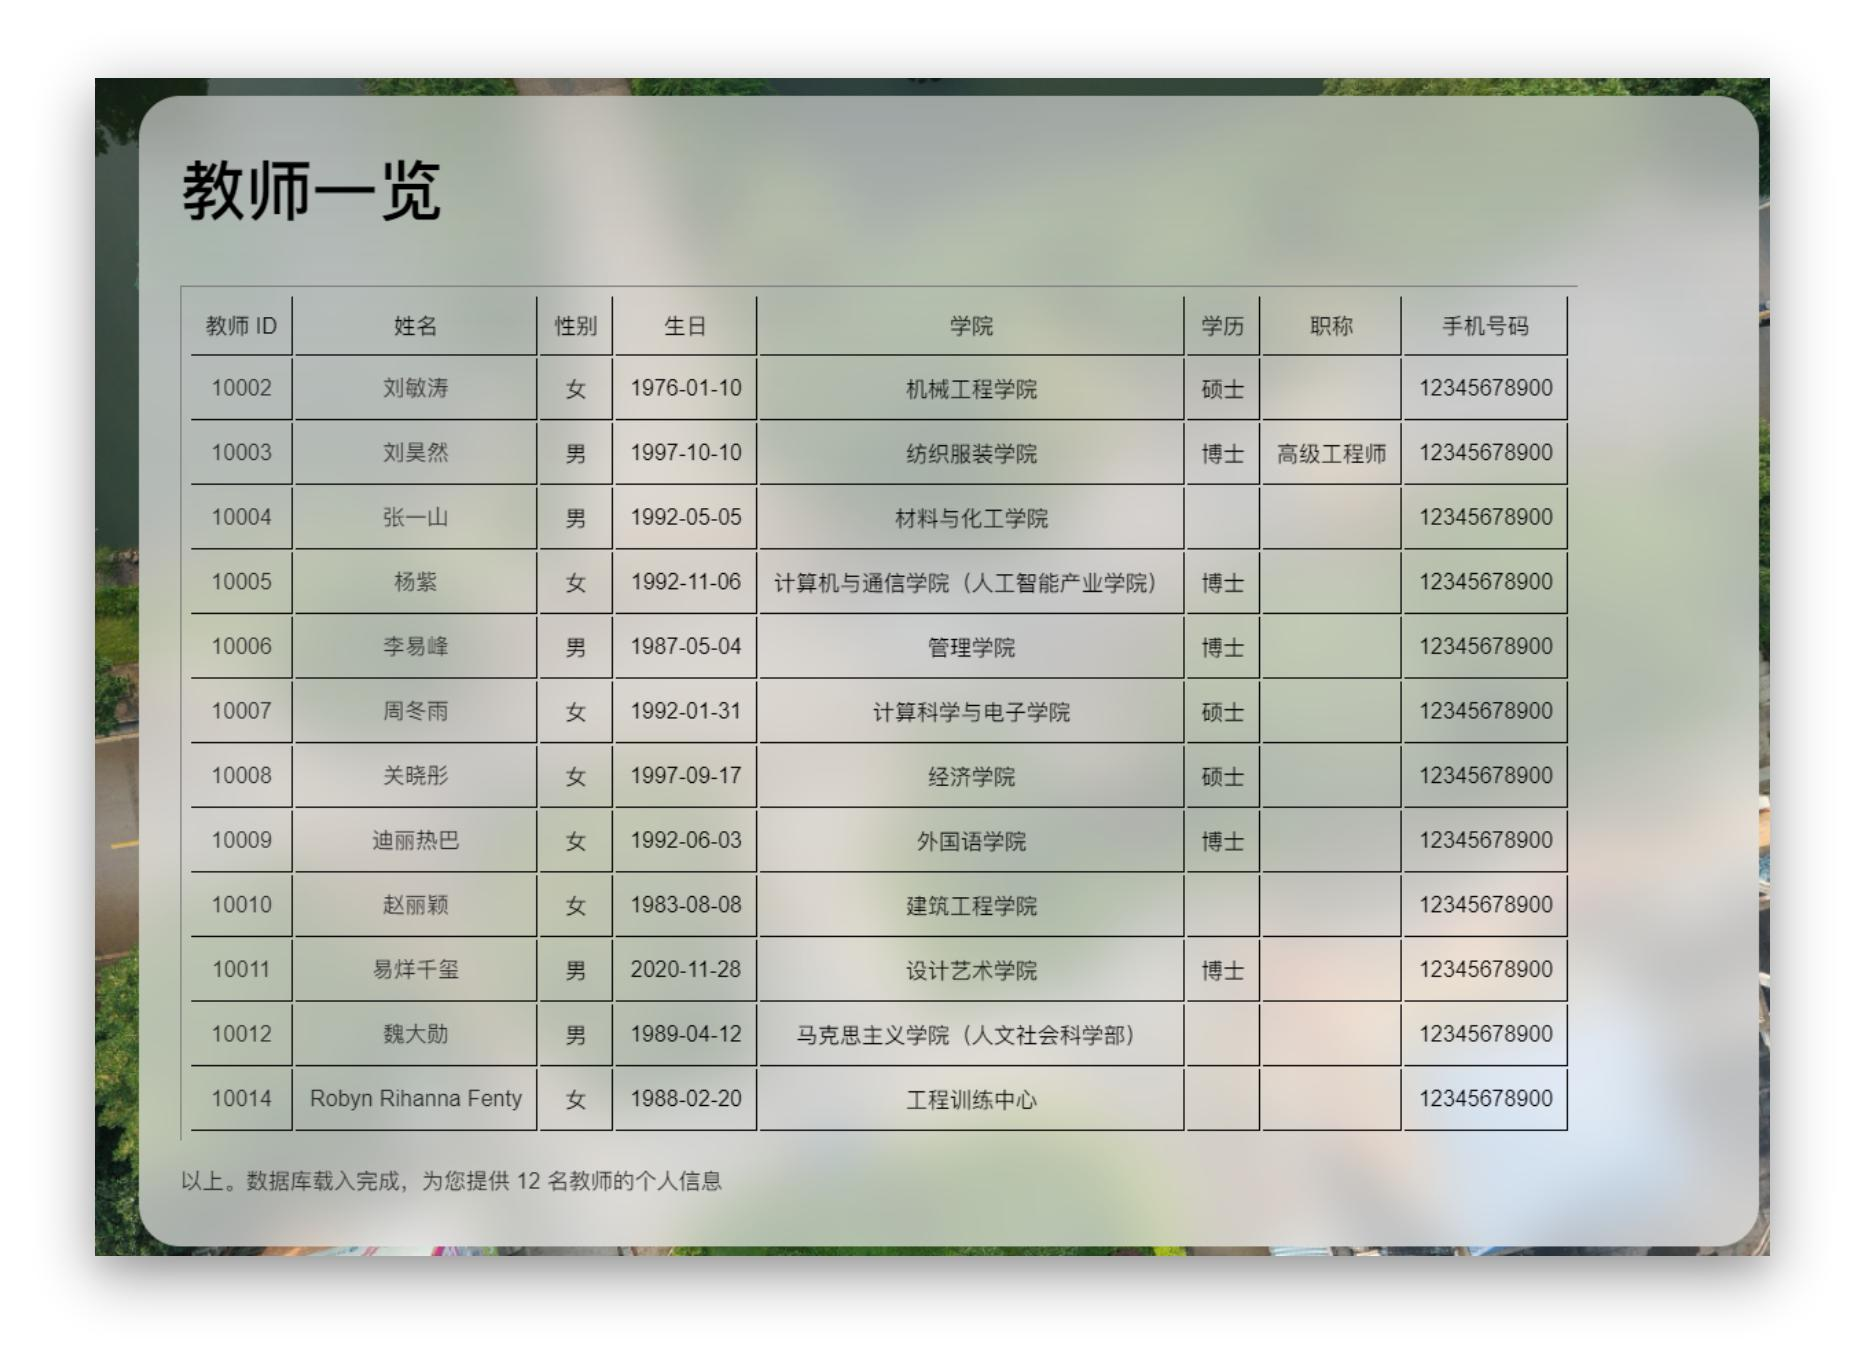 教师一览
教师 ID 姓名 性别 生日 学院 学历 职称 手机号码
10002 刘敏涛 女 1976-01-10 机械工程学院 硕士 12345678900
10003 刘昊然 男 1997-10-10 纺织服装学院 博士 高级工程师 12345678900
10004 张一山 男 1992-05-05 材料与化工学院 12345678900
10005 杨紫 女 1992-11-06 计算机与通信学院（人工智能产业学院） 博士 12345678900
10006 李易峰 男 1987-05-04 管理学院 博士 12345678900
10007 周冬雨 女 1992-01-31 计算科学与电子学院 硕士 12345678900
10008 关晓彤 女 1997-09-17 经济学院 硕士 12345678900
10009 迪丽热巴 女 1992-06-03 外国语学院 博士 12345678900
10010 赵丽颖 女 1983-08-08 建筑工程学院 12345678900
10011 易烊千玺 男 2020-11-28 设计艺术学院 博士 12345678900
10012 魏大勋 男 1989-04-12 马克思主义学院（人文社会科学部） 12345678900
10014 Robyn Rihanna Fenty 女 1988-02-20 工程训练中心 12345678900
以上。数据库载入完成，为您提供 12 名教师的个人信息